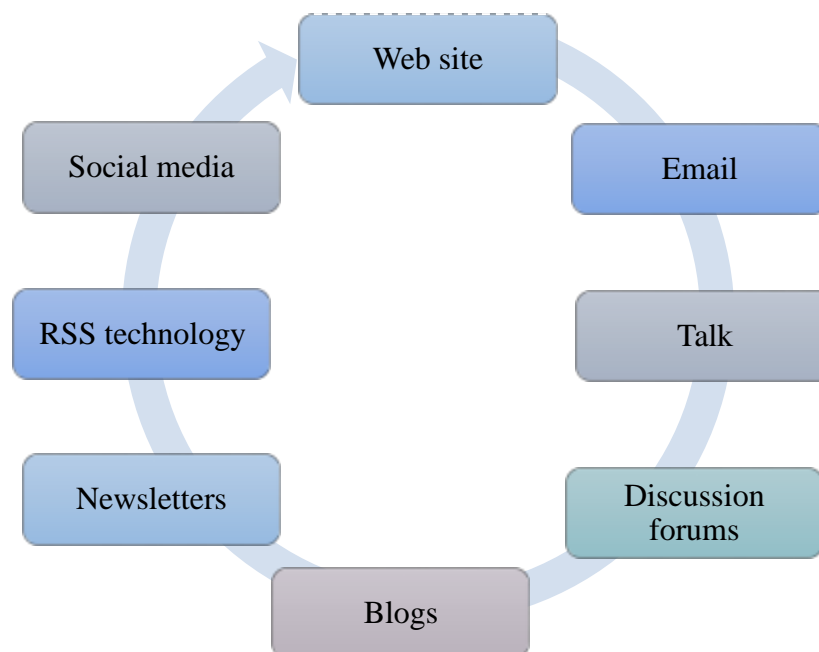 Web site
Email
Talk
Discussion
forums
Blogs
Newsletters
RSS technology
Social media